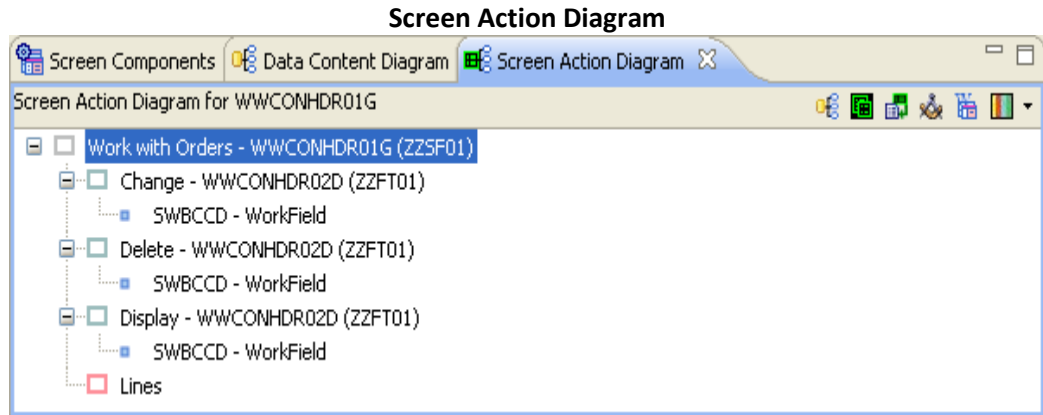 Screen Action Diagram
Screen Components Data Content Diagram Screen Action Diagram
Screen Action Diagram for WWCONHDR01G
Work with Orders - WWCONHDR01G (ZZSF01)
Change - WWCONHDR02D (ZZFT01)
SWBCCD - WorkField
Delete - WWCONHDR02D (ZZFT01)
SWBCCD - WorkField
Display - WWCONHDR02D (ZZFT01)
SWBCCD - WorkField
Lines